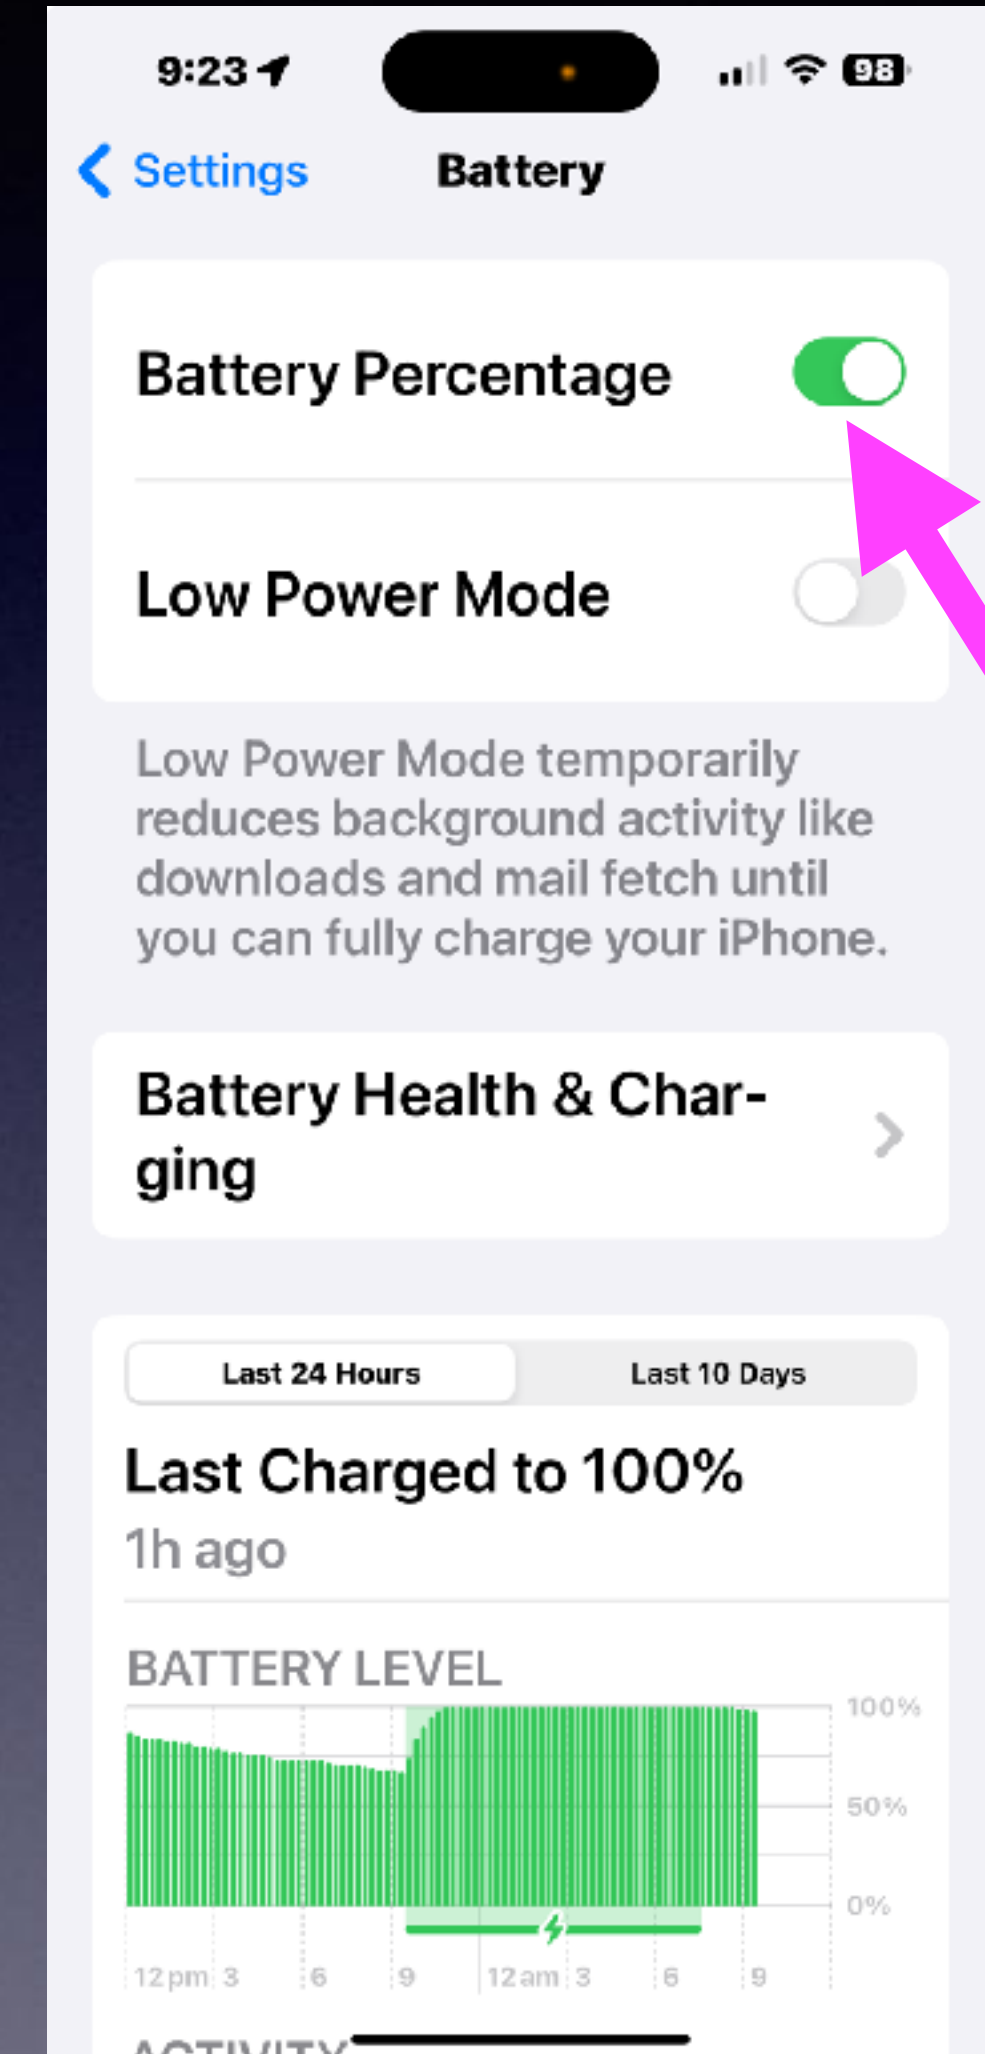 9:23 98
Settings Battery
Battery Percentage
Low Power Mode
Low Power Mode temporarily
reduces background activity like
downloads and mail fetch until
you can fully charge your iPhone.
Battery Health & Char-
ging
Last 24 Hours Last 10 Days
Last Charged to 100%
1h ago
BATTERY LEVEL
100%
50%
0%
12 pm 3 6 9 12 am 3 6 9
ACTIVITY